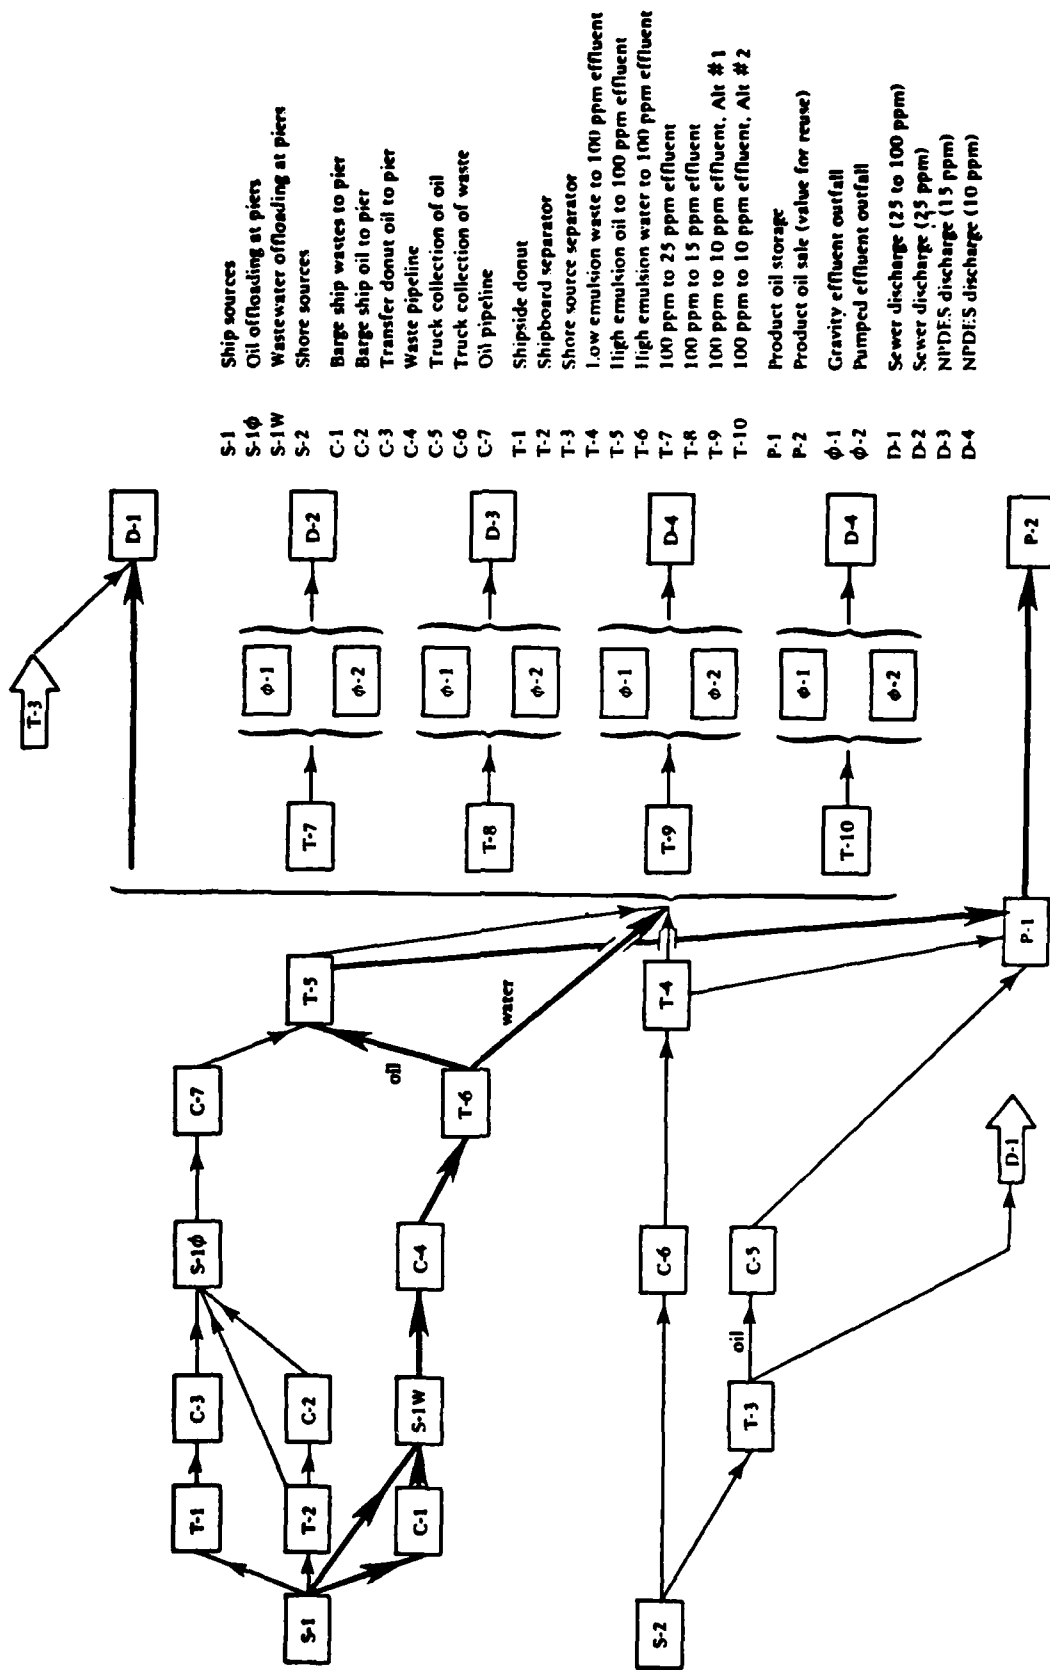 S-1
T-1
T-2
C-1
C-3
C-2
S-1W
S-1ϕ
C-4
C-7
T-6
oil
water
T-5
S-2
T-3
oil
C-5
C-6
D-1
T-4
P-1
P-2
T-3
D-1
T-7
ϕ-1
ϕ-2
D-2
T-8
ϕ-1
ϕ-2
D-3
T-9
ϕ-1
ϕ-2
D-4
T-10
ϕ-1
ϕ-2
D-4
S-1 Ship sources
S-1ϕ Oil offloading at piers
S-1W Wastewater offloading at piers
S-2 Shore sources
C-1 Barge ship wastes to pier
C-2 Barge ship oil to pier
C-3 Transfer donut oil to pier
C-4 Waste pipeline
C-5 Truck collection of oil
C-6 Truck collection of waste
C-7 Oil pipeline
T-1 Shipside donut
T-2 Shipboard separator
T-3 Shore source separator
T-4 Low emulsion waste to 100 ppm effluent
T-5 High emulsion oil to 100 ppm effluent
T-6 High emulsion water to 100 ppm effluent
T-7 100 ppm to 25 ppm effluent
T-8 100 ppm to 15 ppm effluent
T-9 100 ppm to 10 ppm effluent, Alt #1
T-10 100 ppm to 10 ppm effluent, Alt #2
P-1 Product oil storage
P-2 Product oil sale (value for reuse)
ϕ-1 Gravity effluent outfall
ϕ-2 Pumped effluent outfall
D-1 Sewer discharge (25 to 100 ppm)
D-2 Sewer discharge (25 ppm)
D-3 NPDES discharge (15 ppm)
D-4 NPDES discharge (10 ppm)